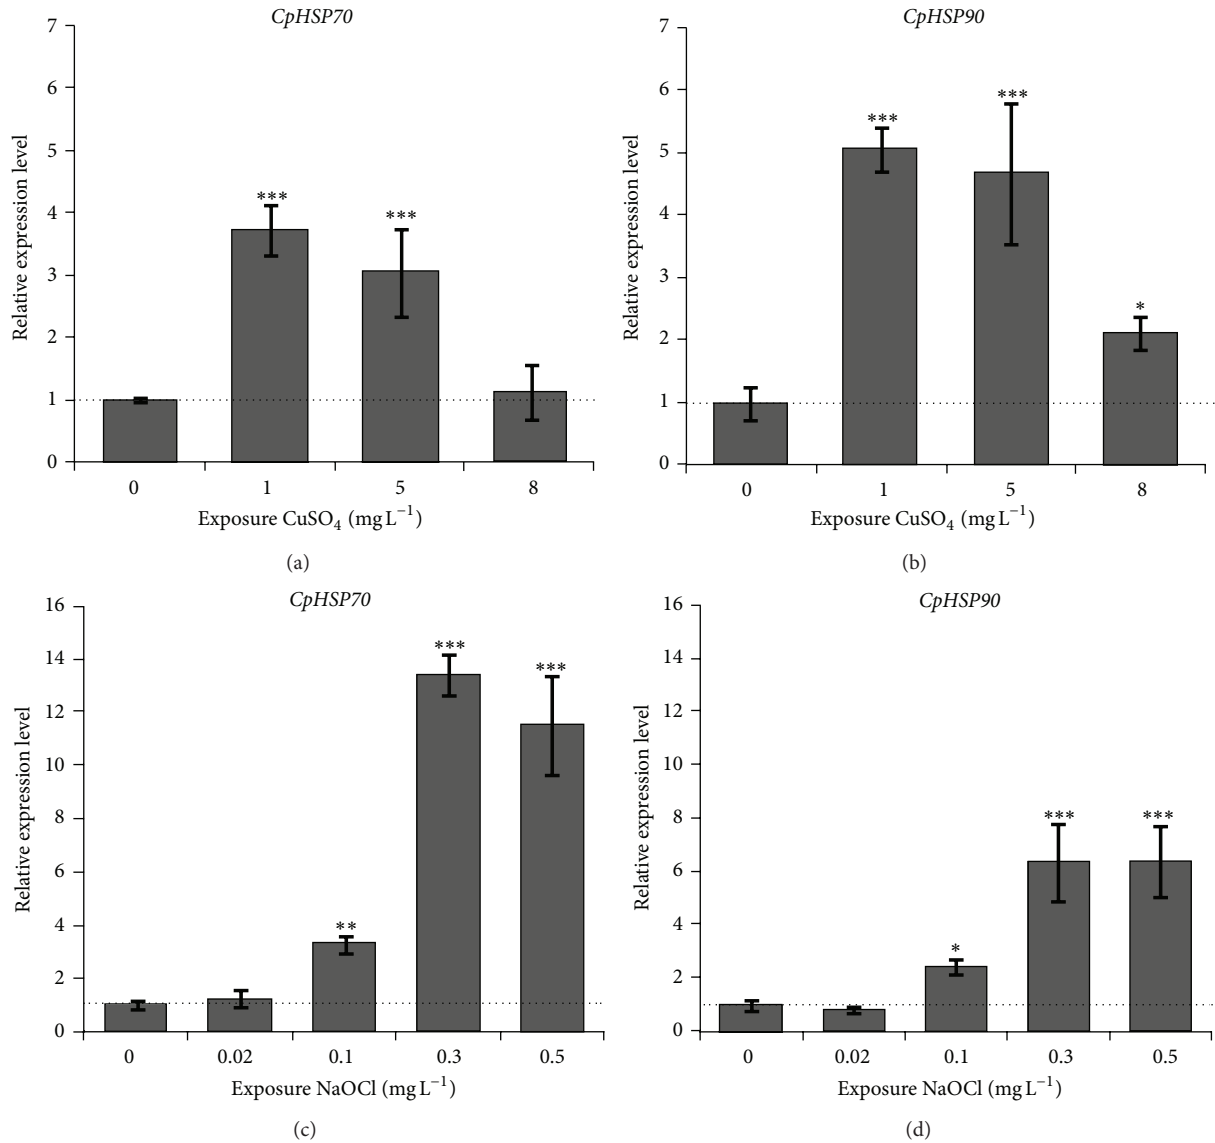 CpHSP70
7
6
5
4
3
2
1
0
Relative expression level
***
***
0 1 5 8
Exposure CuSO₄ (mg L⁻¹)
(a)
CpHSP90
7
6
5
4
3
2
1
0
Relative expression level
***
***
*
0 1 5 8
Exposure CuSO₄ (mg L⁻¹)
(b)
CpHSP70
16
14
12
10
8
6
4
2
0
Relative expression level
**
***
***
0 0.02 0.1 0.3 0.5
Exposure NaOCl (mg L⁻¹)
(c)
CpHSP90
16
14
12
10
8
6
4
2
0
Relative expression level
*
***
***
0 0.02 0.1 0.3 0.5
Exposure NaOCl (mg L⁻¹)
(d)